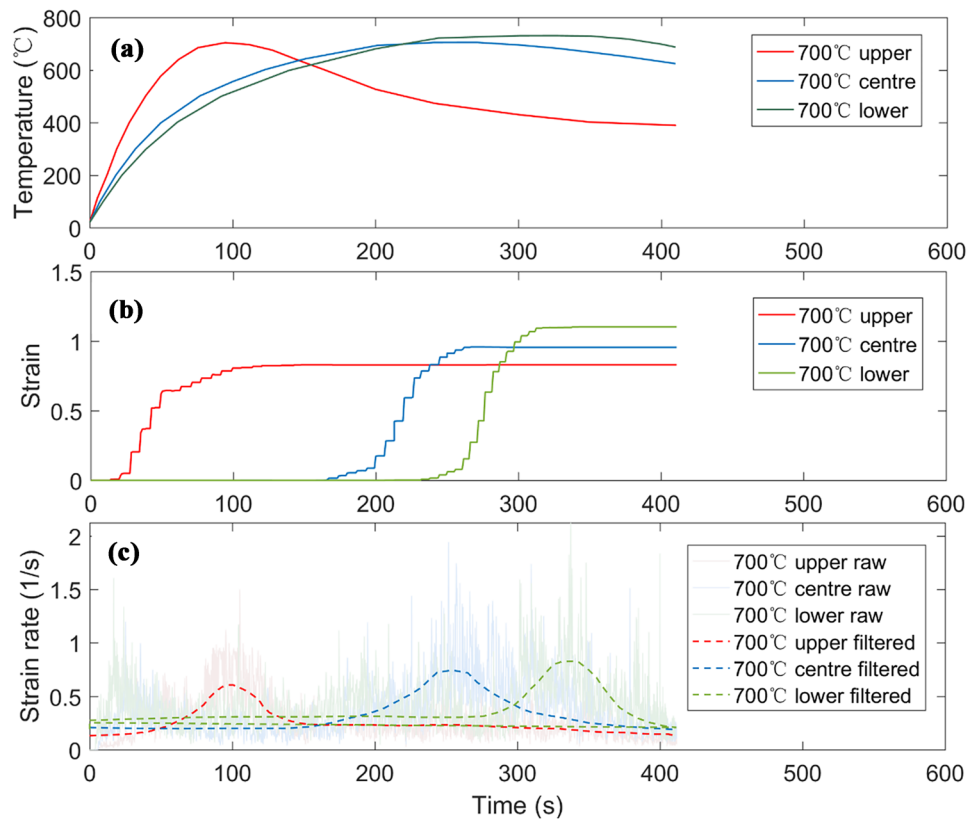 (a)
Temperature (℃)
800
600
400
200
0
0 100 200 300 400 500 600
700℃ upper
700℃ centre
700℃ lower
(b)
Strain
1.5
1
0.5
0
0 100 200 300 400 500 600
700℃ upper
700℃ centre
700℃ lower
(c)
Strain rate (1/s)
2
1.5
1
0.5
0
0 100 200 300 400 500 600
Time (s)
700℃ upper raw
700℃ centre raw
700℃ lower raw
700℃ upper filtered
700℃ centre filtered
700℃ lower filtered